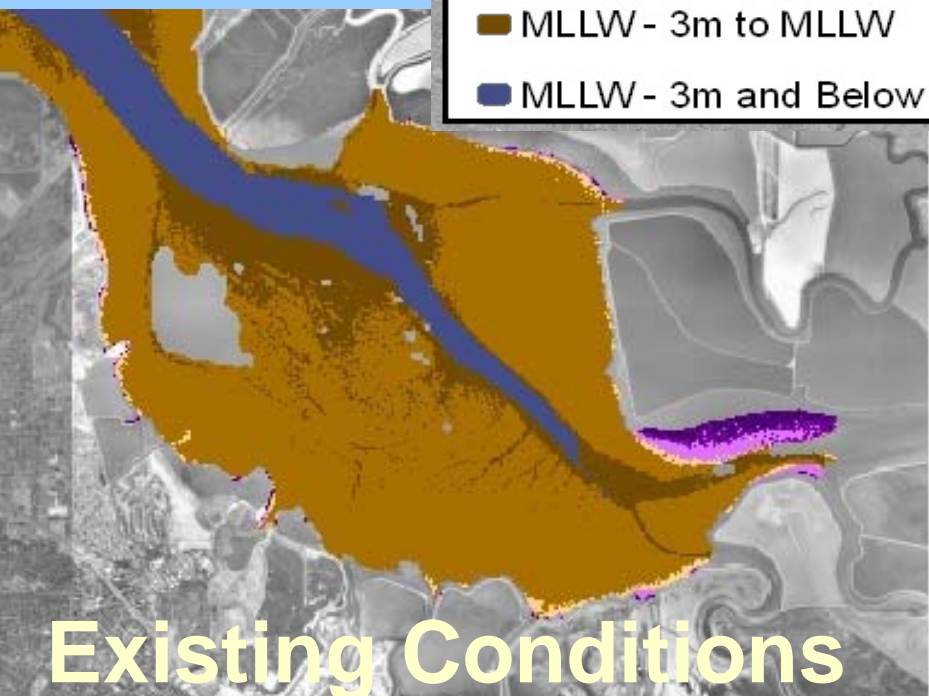 MLLW - 3m to MLLW
MLLW - 3m and Below
Existing Conditions